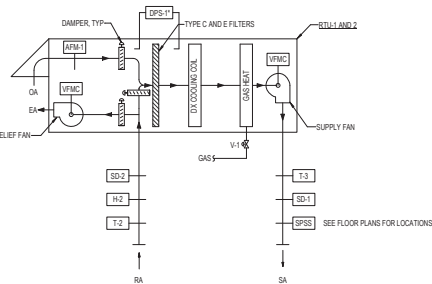 DAMPER, TYP
DPS-1'
TYPE C AND E FILTERS
RTU-1 AND 2
AFM-1
OA
VFMC
EA
ELIEF FAN
DX COOLING COIL
GAS HEAT
VFMC
SUPPLY FAN
V-1
GAS
SD-2
H-2
T-2
RA
T-3
SD-1
SPSS SEE FLOOR PLANS FOR LOCATIONS
SA